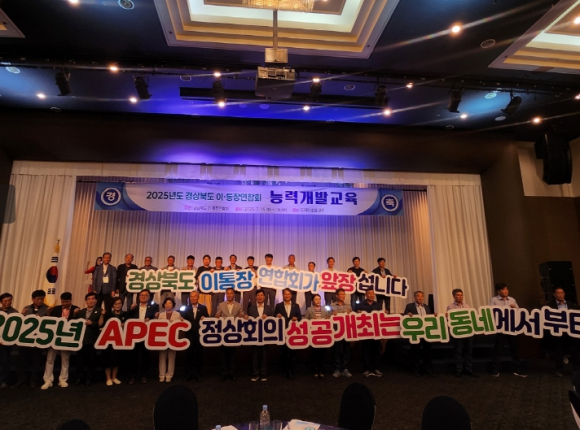 경 2025년도 경상북도 이·통장연합회 능력개발교육 북
경상북도 이통장 연합회가 앞장 섭니다
2025년 APEC 정상회의 성공개최는 우리 동네에서부터